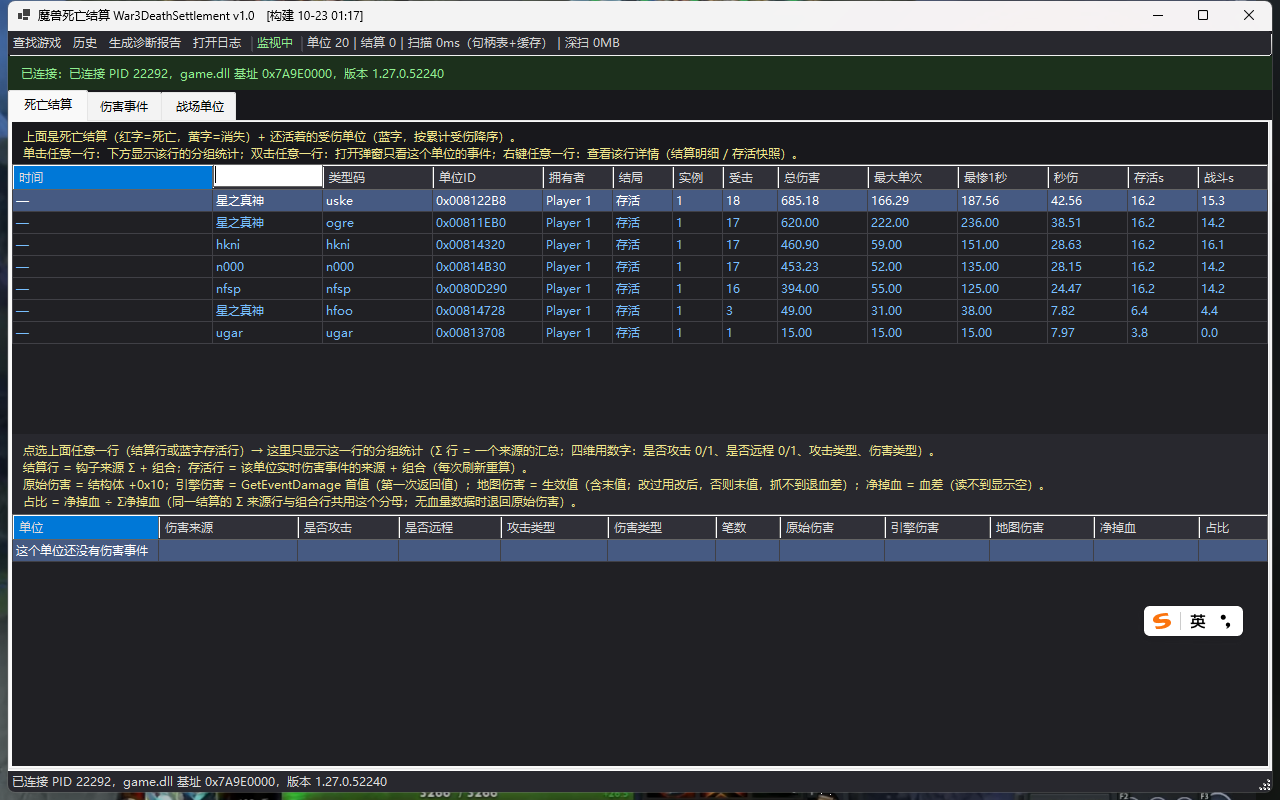 魔兽死亡结算 War3DeathSettlement v1.0 [构建 10-23 01:17]
查找游戏 历史 生成诊断报告 打开日志 | 监视中 | 单位 20 | 结算 0 | 扫描 0ms（句柄表+缓存） | 深扫 0MB
已连接：已连接 PID 22292，game.dll 基址 0x7A9E0000，版本 1.27.0.52240
死亡结算 伤害事件 战场单位
上面是死亡结算（红字=死亡，黄字=消失）+ 还活着的受伤单位（蓝字，按累计受伤降序）。
单击任意一行：下方显示该行的分组统计；双击任意一行：打开弹窗只看这个单位的事件；右键任意一行：查看该行详情（结算明细 / 存活快照）。
时间 类型码 单位ID 拥有者 结局 实例 受击 总伤害 最大单次 最惨1秒 秒伤 存活s 战斗s
— 星之真神 uske 0x008122B8 Player 1 存活 1 18 685.18 166.29 187.56 42.56 16.2 15.3
— 星之真神 ogre 0x00811EB0 Player 1 存活 1 17 620.00 222.00 236.00 38.51 16.2 14.2
— hkni hkni 0x00814320 Player 1 存活 1 17 460.90 59.00 151.00 28.63 16.2 16.1
— n000 n000 0x00814B30 Player 1 存活 1 17 453.23 52.00 135.00 28.15 16.2 14.2
— nfsp nfsp 0x0080D290 Player 1 存活 1 16 394.00 55.00 125.00 24.47 16.2 14.2
— 星之真神 hfoo 0x00814728 Player 1 存活 1 3 49.00 31.00 38.00 7.82 6.4 4.4
— ugar ugar 0x00813708 Player 1 存活 1 1 15.00 15.00 15.00 7.97 3.8 0.0
点选上面任意一行（结算行或蓝字存活行）→ 这里只显示这一行的分组统计（Σ 行 = 一个来源的汇总；四维用数字：是否攻击 0/1、是否远程 0/1、攻击类型、伤害类型）。
结算行 = 钩子来源 Σ + 组合；存活行 = 该单位实时伤害事件的来源 + 组合（每次刷新重算）。
原始伤害 = 结构体 +0x10；引擎伤害 = GetEventDamage 首值（第一次返回值）；地图伤害 = 生效值（含末值；改过用改后，否则末值，抓不到退血差）；净掉血 = 血差（读不到显示空）。
占比 = 净掉血 ÷ Σ净掉血（同一结算的 Σ 来源行与组合行共用这个分母；无血量数据时退回原始伤害）。
单位 伤害来源 是否攻击 是否远程 攻击类型 伤害类型 笔数 原始伤害 引擎伤害 地图伤害 净掉血 占比
这个单位还没有伤害事件
英
已连接 PID 22292，game.dll 基址 0x7A9E0000，版本 1.27.0.52240